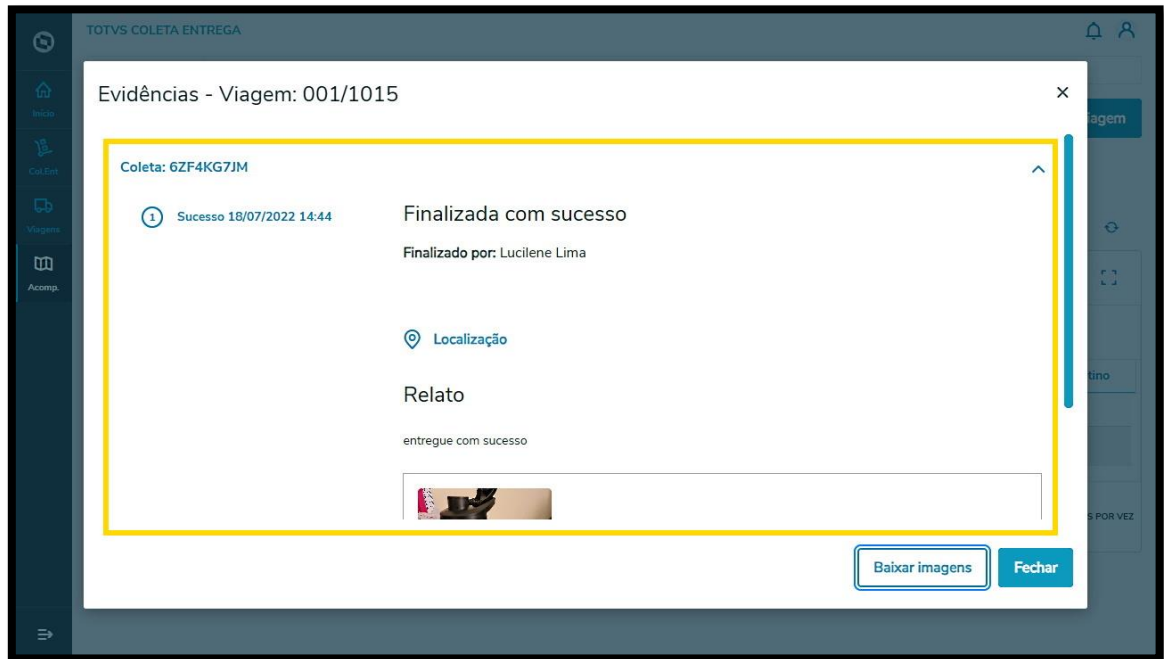 TOTVS COLETA ENTREGA
Início
Col.Ent
Viagens
Acomp.
Evidências - Viagem: 001/1015
Coleta: 6ZF4KG7JM
1 Sucesso 18/07/2022 14:44
Finalizada com sucesso
Finalizado por: Lucilene Lima
Localização
Relato
entregue com sucesso
iagem
tino
S POR VEZ
Baixar imagens
Fechar